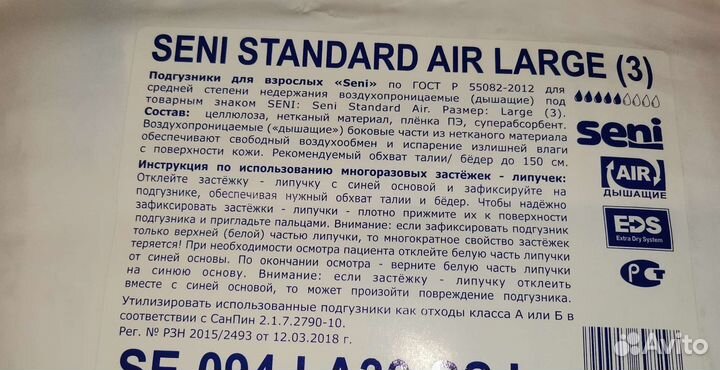 SENI STANDARD AIR LARGE (3)
Подгузники для взрослых «Seni» по ГОСТ Р 55082-2012 для
средней степени недержания воздухопроницаемые (дышащие) под
товарным знаком SENI: Seni Standard Air. Размер: Large (3).
Состав: целлюлоза, нетканый материал, плёнка ПЭ, суперабсорбент.
Воздухопроницаемые («дышащие») боковые части из нетканого материала
обеспечивают свободный воздухообмен и испарение излишней влаги
с поверхности кожи. Рекомендуемый обхват талии/ бёдер до 150 см.
Инструкция по использованию многоразовых застёжек - липучек:
Отклейте застёжку - липучку с синей основой и зафиксируйте на
подгузнике, обеспечивая нужный обхват талии и бёдер. Чтобы надёжно
зафиксировать застёжки - липучки - плотно прижмите их к поверхности
подгузника и пригладьте пальцами. Внимание: если зафиксировать подгузник
только верхней (белой) частью липучки, то многократное свойство застёжек
теряется! При необходимости осмотра пациента отклейте белую часть липучки
от синей основы. По окончании осмотра - верните белую часть липучки
на синюю основу. Внимание: если застёжку - липучку отклеить
вместе с синей основой, то может произойти повреждение подгузника.
Утилизировать использованные подгузники как отходы класса А или Б в
соответствии с СанПин 2.1.7.2790-10.
Рег. № РЗН 2015/2493 от 12.03.2018 г.
seni
AIR
ДЫШАЩИЕ
EDS
Extra Dry System
РСТ
Avito